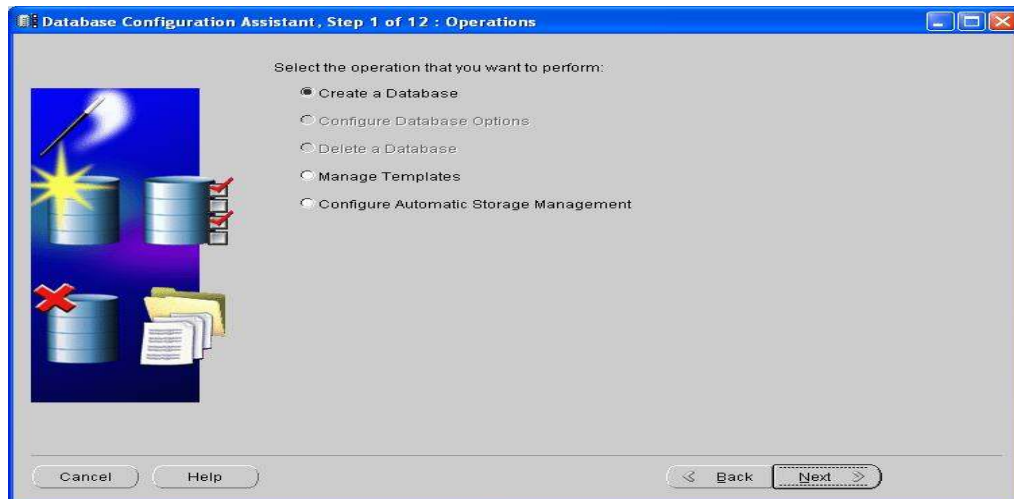 Database Configuration Assistant, Step 1 of 12 : Operations
Select the operation that you want to perform:
Create a Database
Configure Database Options
Delete a Database
Manage Templates
Configure Automatic Storage Management
Cancel
Help
Back
Next